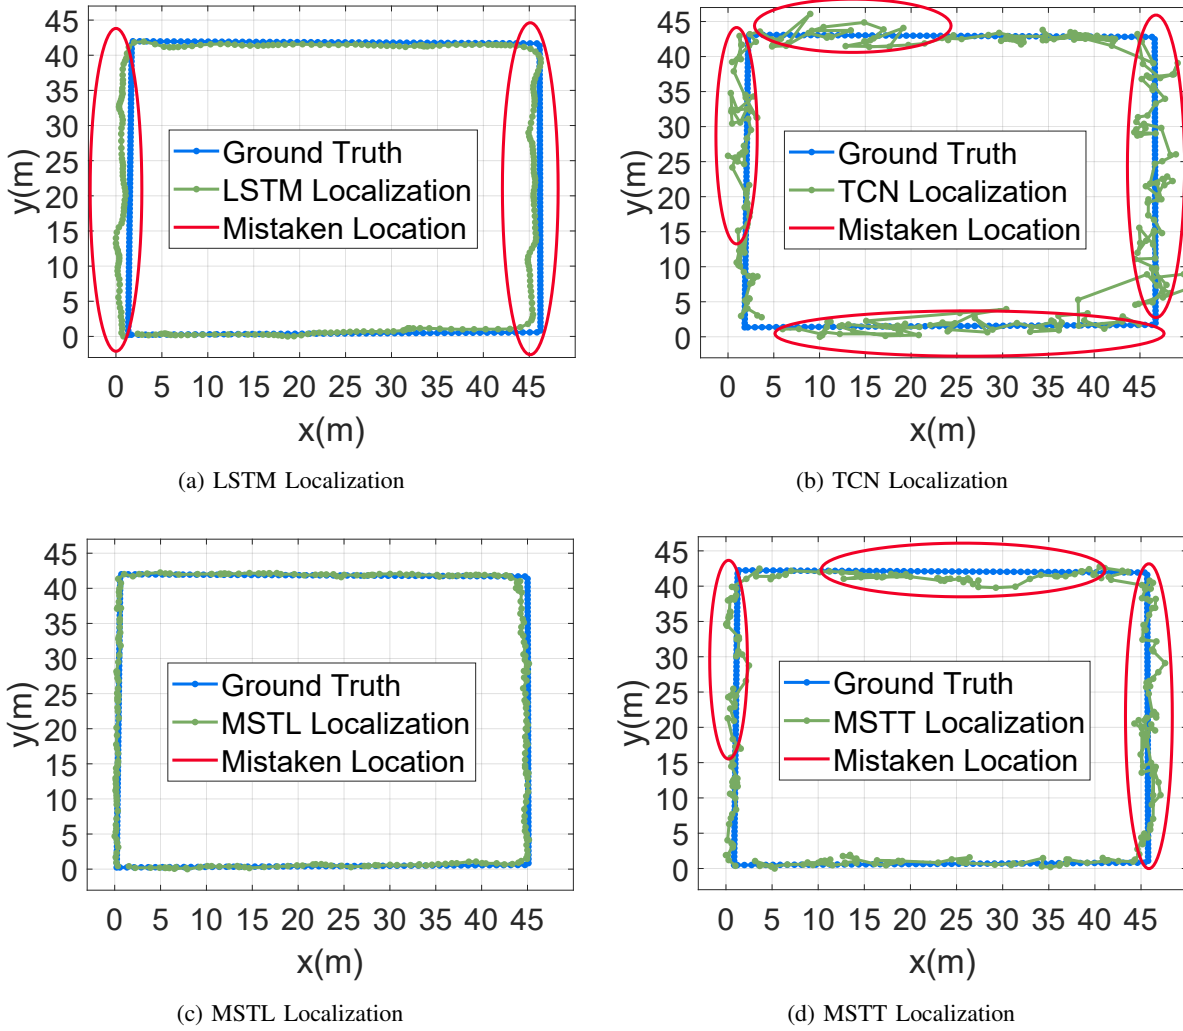 45
40
35
30
25
20
15
10
5
0
y(m)
Ground Truth
LSTM Localization
Mistaken Location
0 5 10 15 20 25 30 35 40 45
x(m)
(a) LSTM Localization
45
40
35
30
25
20
15
10
5
0
y(m)
Ground Truth
TCN Localization
Mistaken Location
0 5 10 15 20 25 30 35 40 45
x(m)
(b) TCN Localization
45
40
35
30
25
20
15
10
5
0
y(m)
Ground Truth
MSTL Localization
Mistaken Location
0 5 10 15 20 25 30 35 40 45
x(m)
(c) MSTL Localization
45
40
35
30
25
20
15
10
5
0
y(m)
Ground Truth
MSTT Localization
Mistaken Location
0 5 10 15 20 25 30 35 40 45
x(m)
(d) MSTT Localization